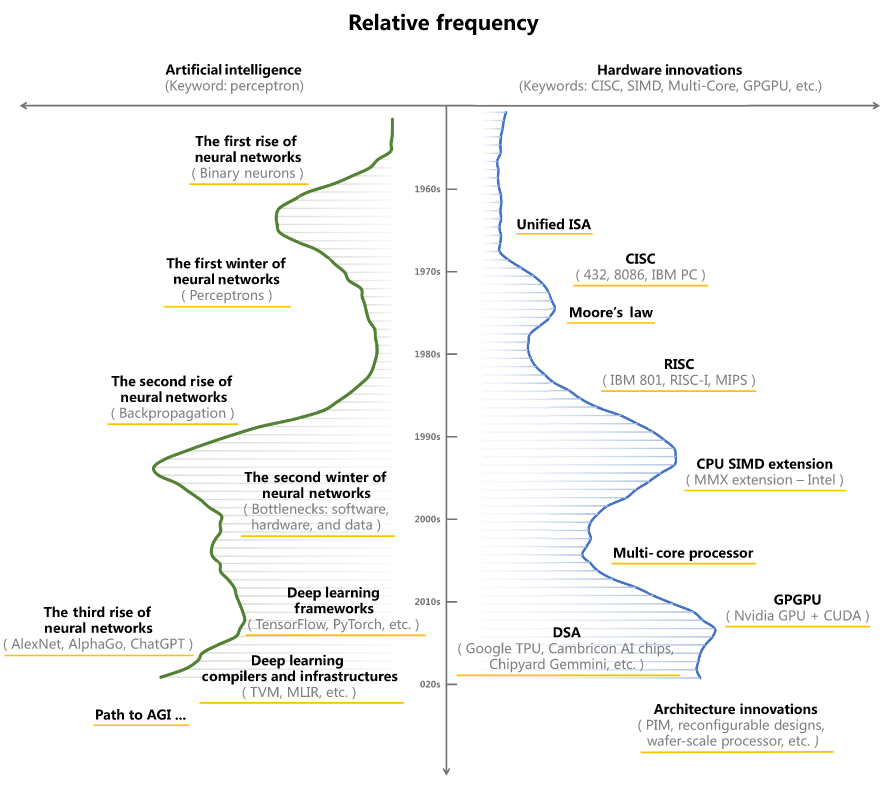 Relative frequency
Artificial intelligence
(Keyword: perceptron)
Hardware innovations
(Keywords: CISC, SIMD, Multi-Core, GPGPU, etc.)
The first rise of
neural networks
( Binary neurons )
1960s
Unified ISA
The first winter of
neural networks
( Perceptrons )
1970s
CISC
( 432, 8086, IBM PC )
Moore's law
1980s
RISC
( IBM 801, RISC-I, MIPS )
The second rise of
neural networks
( Backpropagation )
1990s
CPU SIMD extension
( MMX extension – Intel )
The second winter of
neural networks
( Bottlenecks: software,
hardware, and data )
2000s
Multi-core processor
Deep learning
frameworks
( TensorFlow, PyTorch, etc. )
2010s
GPGPU
( Nvidia GPU + CUDA )
The third rise of
neural networks
( AlexNet, AlphaGo, ChatGPT )
DSA
( Google TPU, Cambricon AI chips,
Chipyard Gemmini, etc. )
Deep learning
compilers and infrastructures
( TVM, MLIR, etc. )
020s
Path to AGI ...
Architecture innovations
( PIM, reconfigurable designs,
wafer-scale processor, etc. )